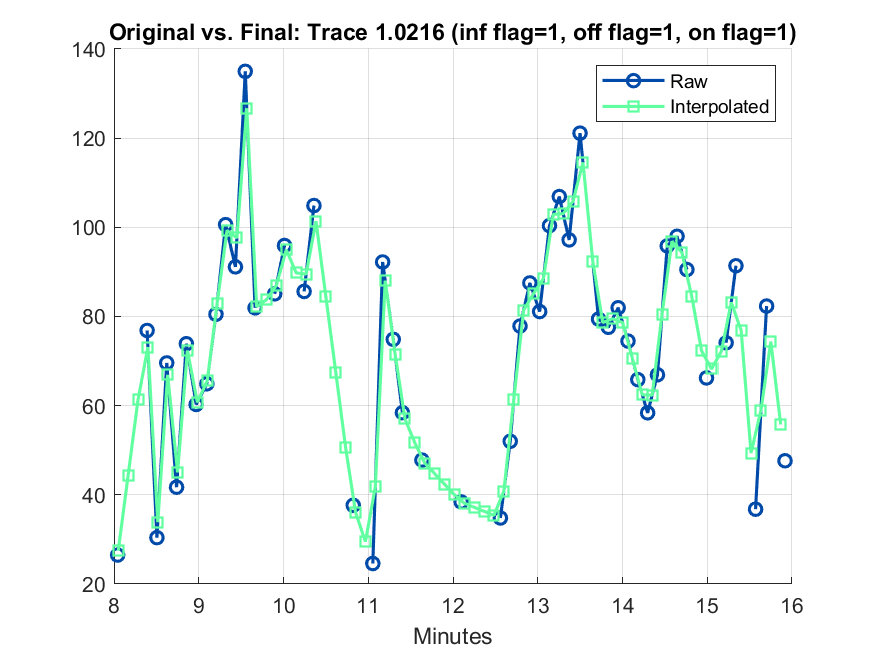 Original vs. Final: Trace 1.0216 (inf flag=1, off flag=1, on flag=1)
140
120
100
80
60
40
20
Raw
Interpolated
8 9 10 11 12 13 14 15 16
Minutes